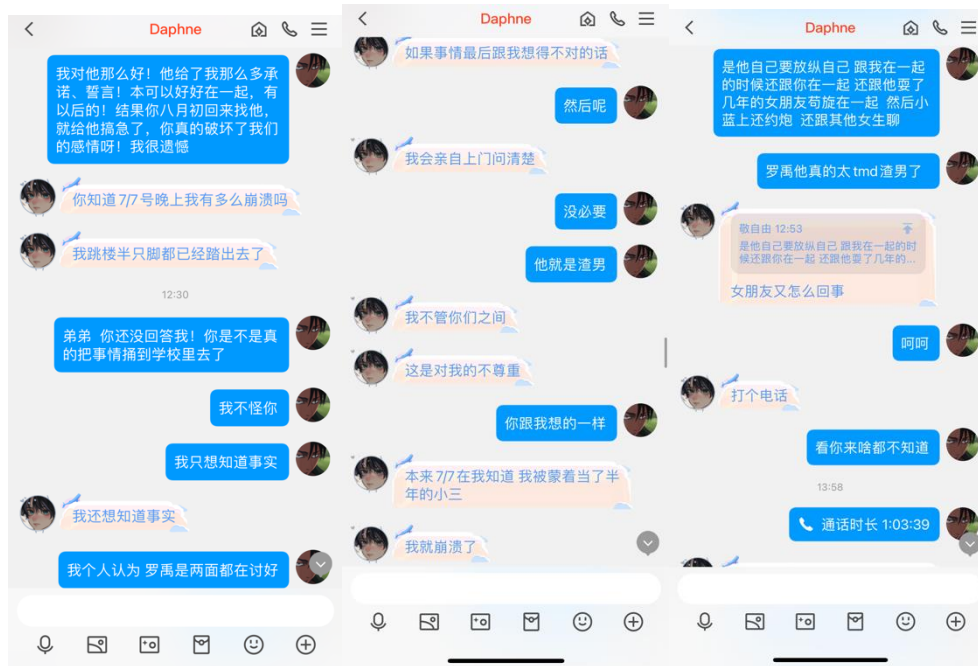 Daphne
我对他那么好！他给了我那么多承
诺、誓言！本可以好好在一起，有
以后的！结果你八月初回来找他，
就给他搞急了，你真的破坏了我们
的感情呀！我很遗憾
你知道7/7号晚上我有多么崩溃吗
我跳楼半只脚都已经踏出去了
12:30
弟弟 你还没回答我！你是不是真
的把事情捅到学校里去了
我不怪你
我只想知道事实
我还想知道事实
我个人认为 罗禹是两面都在讨好
Daphne
如果事情最后跟我想得不对的话
然后呢
我会亲自上门问清楚
没必要
他就是渣男
我不管你们之间
这是对我的不尊重
你跟我想的一样
本来7/7在我知道 我被蒙着当了半
年的小三
我就崩溃了
Daphne
是他自己要放纵自己 跟我在一起
的时候还跟你在一起 还跟他耍了
几年的女朋友苟旋在一起 然后小
蓝上还约炮 还跟其他女生聊
罗禹他真的太tmd渣男了
敬自由 12:53
是他自己要放纵自己 跟我在一起的时
候还跟你在一起 还跟他耍了几年的...
女朋友又怎么回事
呵呵
打个电话
看你来啥都不知道
13:58
通话时长 1:03:39